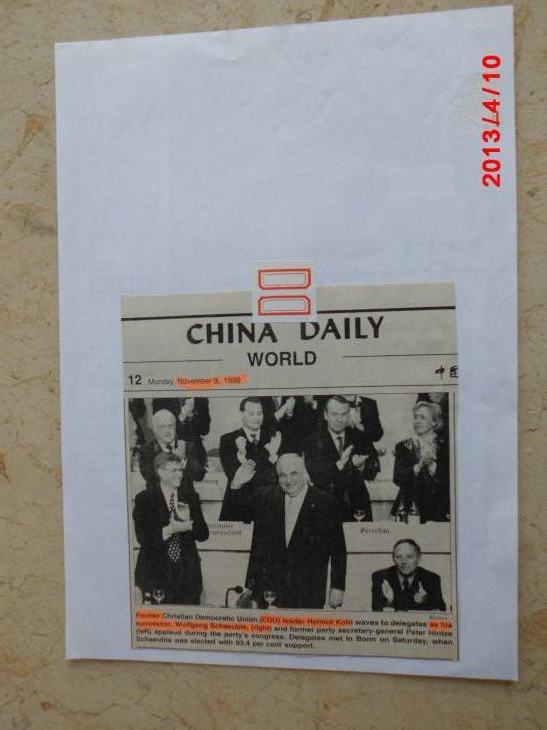 2013/4/10
CHINA DAILY
WORLD
12 Monday, November 9, 1998
中国
Perschau
Former Christian Democratic Union (CDU) leader Helmut Kohl waves to delegates as his
successor, Wolfgang Schaeuble, (right) and former party secretary-general Peter Hintze
(left) applaud during the party's congress. Delegates met in Bonn on Saturday, when
Schaeuble was elected with 93.4 per cent support.